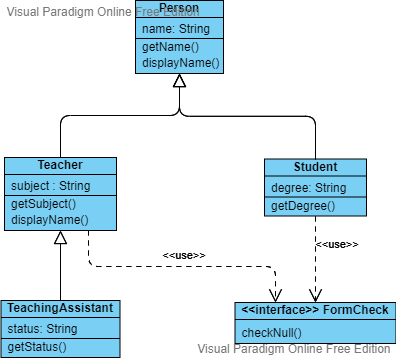 Visual Paradigm Online Free Edition
Person
name: String
getName()
displayName()
Teacher
subject : String
getSubject()
displayName()
Student
degree: String
getDegree()
<<use>>
<<use>>
TeachingAssistant
status: String
getStatus()
<<interface>> FormCheck
checkNull()
Visual Paradigm Online Free Edition